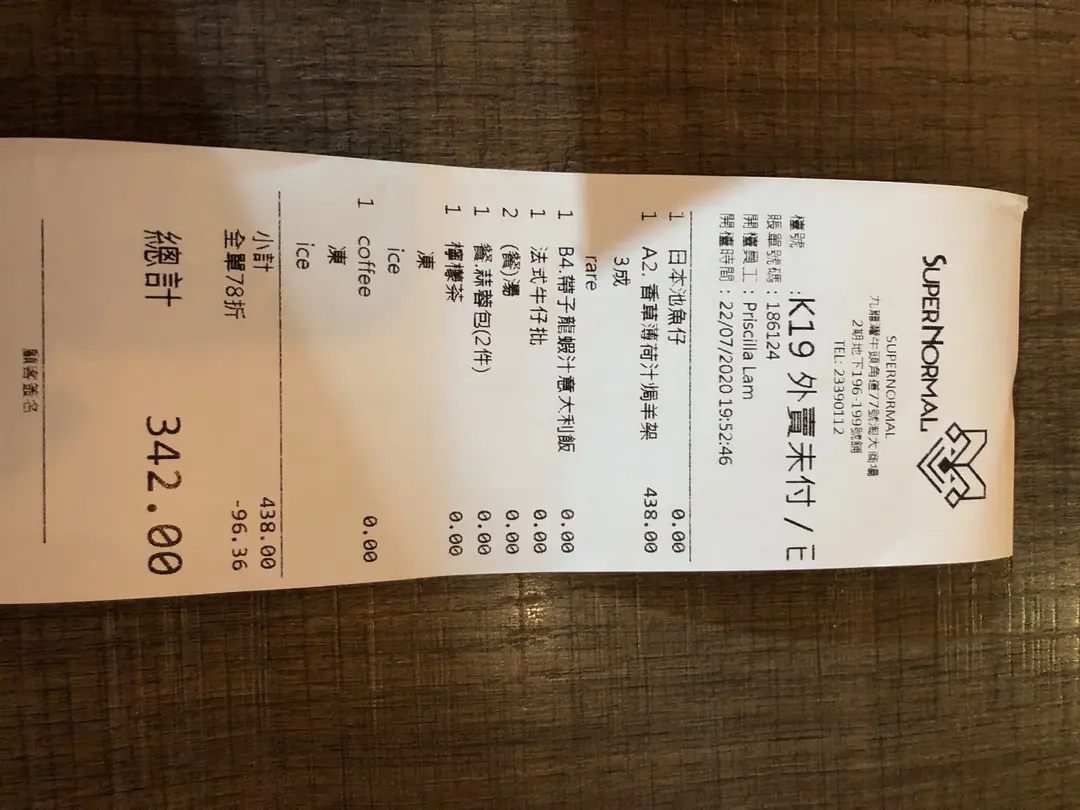 SUPERNORMAL
SUPERNORMAL
九龍灣牛頭角道77號淘大商場
2期地下196-199號舖
TEL: 23390112
檯號 :K19 外賣未付 / E
賬單號碼 : 186124
開檯員工 : Priscilla Lam
開檯時間 : 22/07/2020 19:52:46
1 日本池魚仔 0.00
1 A2. 香草薄荷汁焗羊架 438.00
3成
rare
1 B4.帶子龍蝦汁意大利飯 0.00
1 法式牛仔批 0.00
2 (餐)湯 0.00
1 餐.蒜蓉包(2件) 0.00
1 檸檬茶 0.00
凍
ice
1 coffee 0.00
凍
ice
小計 438.00
全單78折 -96.36
總計 342.00
顧客簽名